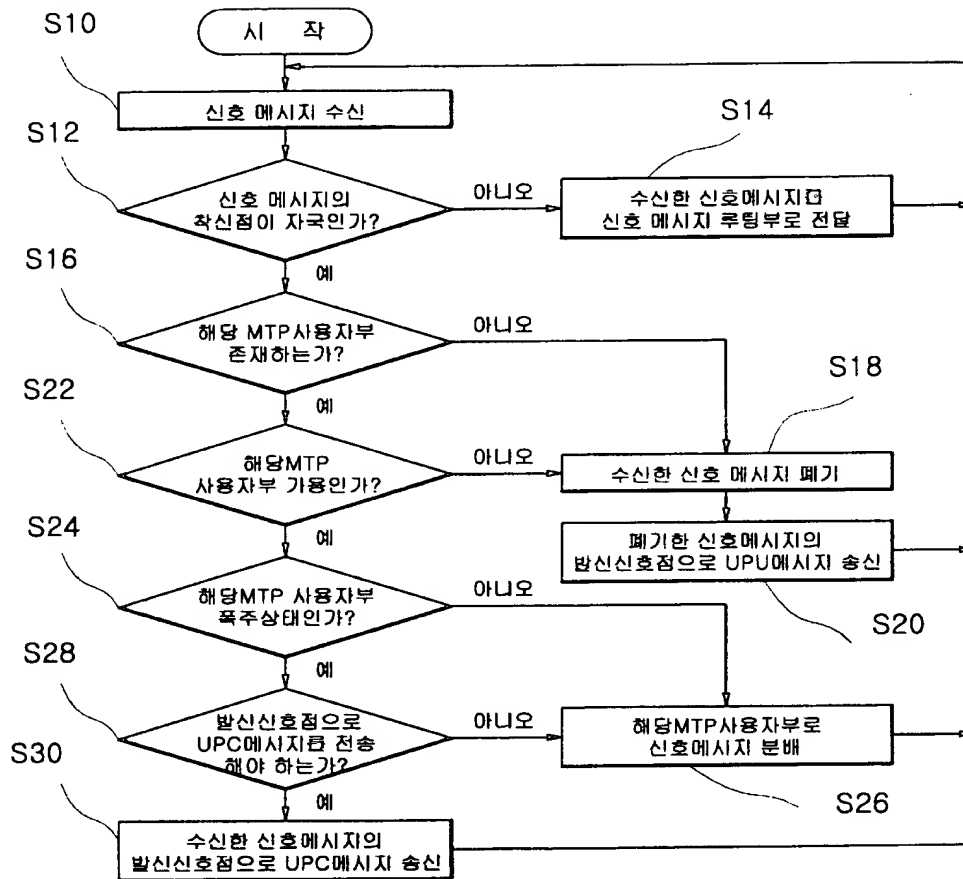 S10
시 작
신호 메시지 수신
S12
S14
신호 메시지의
착신점이 자국인가?
아니오
수신한 신호메시지를
신호 메시지 루팅부로 전달
예
S16
해당 MTP사용자부
존재하는가?
아니오
예
S18
S22
해당MTP
사용자부 가용인가?
아니오
수신한 신호 메시지 폐기
예
S24
폐기한 신호메시지의
발신신호점으로 UPU메시지 송신
S20
해당MTP 사용자부
폭주상태인가?
아니오
예
S28
발신신호점으로
UPC메시지를 전송
해야 하는가?
아니오
해당MTP사용자부로
신호메시지 분배
S26
예
S30
수신한 신호메시지의
발신신호점으로 UPC메시지 송신